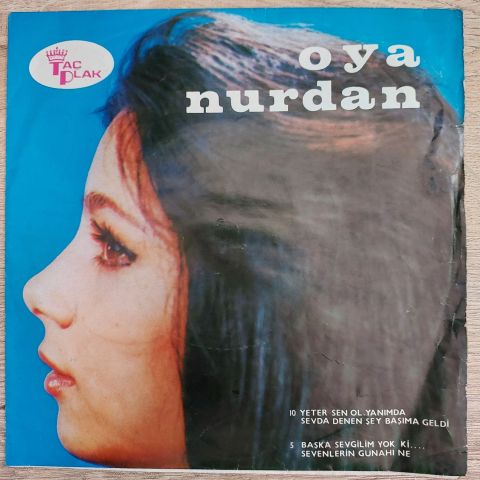 TAÇ
PLAK
oya
nurdan
10 YETER SEN OL.YANIMDA
SEVDA DENEN ŞEY BAŞIMA GELDİ
5 BAŞKA SEVGİLİM YOK Kİ....
SEVENLERİN GUNAHI NE